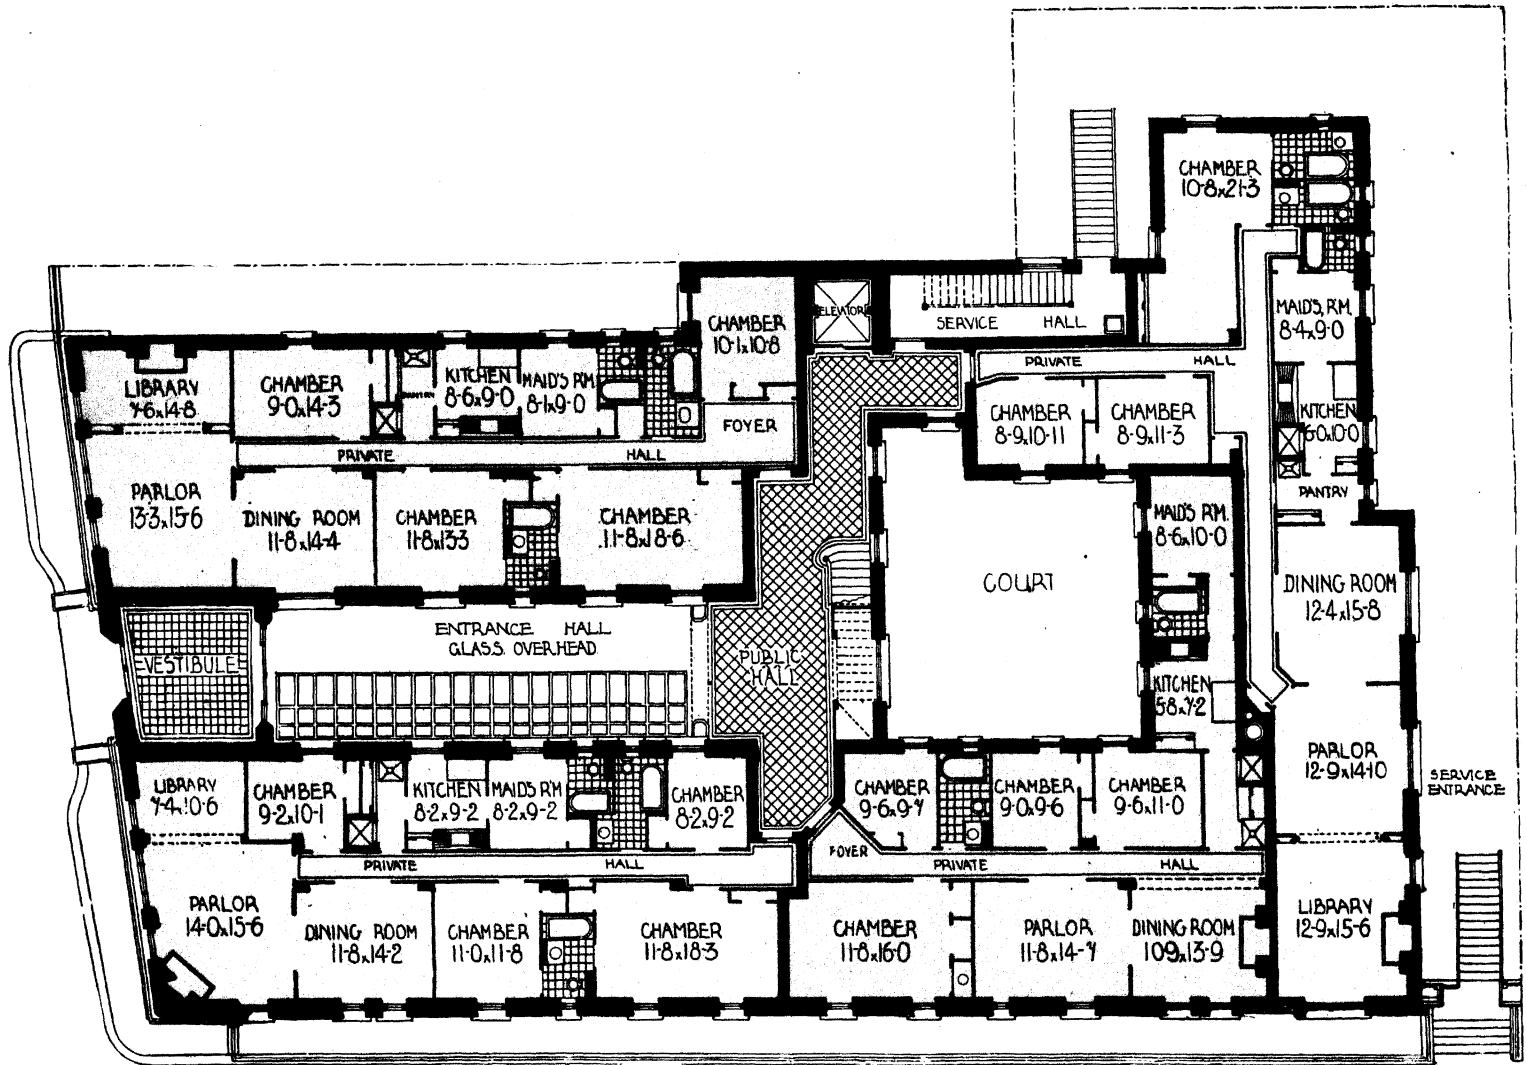 CHAMBER
10-8x21-3
MAID'S R'M.
8-4x9-0
KITCHEN
6-0x10-0
PANTRY
ELEVATOR
SERVICE HALL
PRIVATE HALL
CHAMBER
10-1x10-8
FOYER
LIBRARY
7-6x14-8
CHAMBER
9-0x14-3
PANTRY
KITCHEN
8-6x9-0
MAID'S R'M.
8-1x9-0
PRIVATE HALL
PARLOR
13-3x15-6
DINING ROOM
11-8x14-4
CHAMBER
11-8x13-3
CHAMBER
11-8x18-6
CHAMBER
8-9x10-11
CHAMBER
8-9x11-3
MAID'S R'M.
8-6x10-0
COURT
DINING ROOM
12-4x15-8
ENTRANCE HALL
GLASS OVERHEAD
VESTIBULE
PUBLIC
HALL
KITCHEN
5-8x7-2
PARLOR
12-9x14-10
SERVICE
ENTRANCE
LIBRARY
7-4x10-6
CHAMBER
9-2x10-1
KITCHEN
8-2x9-2
MAID'S R'M
8-2x9-2
CHAMBER
8-2x9-2
CHAMBER
9-6x9-7
CHAMBER
9-0x9-6
CHAMBER
9-6x11-0
PRIVATE HALL
FOYER
PRIVATE HALL
PARLOR
14-0x15-6
DINING ROOM
11-8x14-2
CHAMBER
11-0x11-8
CHAMBER
11-8x18-3
CHAMBER
11-8x16-0
PARLOR
11-8x14-7
DINING ROOM
10-9x13-9
LIBRARY
12-9x15-6